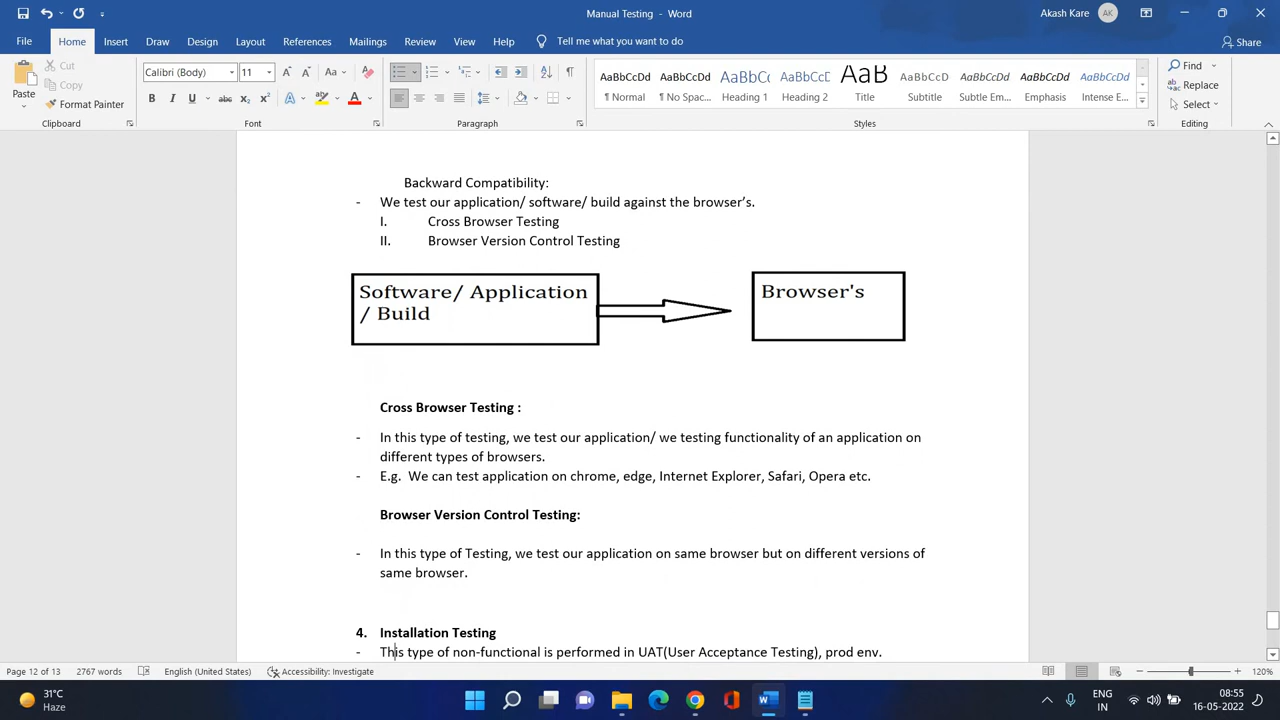 Manual Testing - Word
Akash Kare AK
File Home Insert Draw Design Layout References Mailings Review View Help Tell me what you want to do Share
Paste Cut Copy Format Painter
Calibri (Body) 11
AaBbCcDd AaBbCcDd AaBbC( AaBbCcE AaB AaBbCcD AaBbCcDd AaBbCcDd AaBbCcDd
¶ Normal ¶ No Spac... Heading 1 Heading 2 Title Subtitle Subtle Em... Emphasis Intense E...
Find Replace Select
Clipboard Font Paragraph Styles Editing
Backward Compatibility:
- We test our application/ software/ build against the browser's.
I. Cross Browser Testing
II. Browser Version Control Testing
Software/ Application
/ Build
Browser's
Cross Browser Testing :
- In this type of testing, we test our application/ we testing functionality of an application on
different types of browsers.
- E.g. We can test application on chrome, edge, Internet Explorer, Safari, Opera etc.
Browser Version Control Testing:
- In this type of Testing, we test our application on same browser but on different versions of
same browser.
4. Installation Testing
- This type of non-functional is performed in UAT(User Acceptance Testing), prod env.
Page 12 of 13 2767 words English (United States) Accessibility: Investigate 120%
31°C
Haze
ENG
IN
08:55
16-05-2022